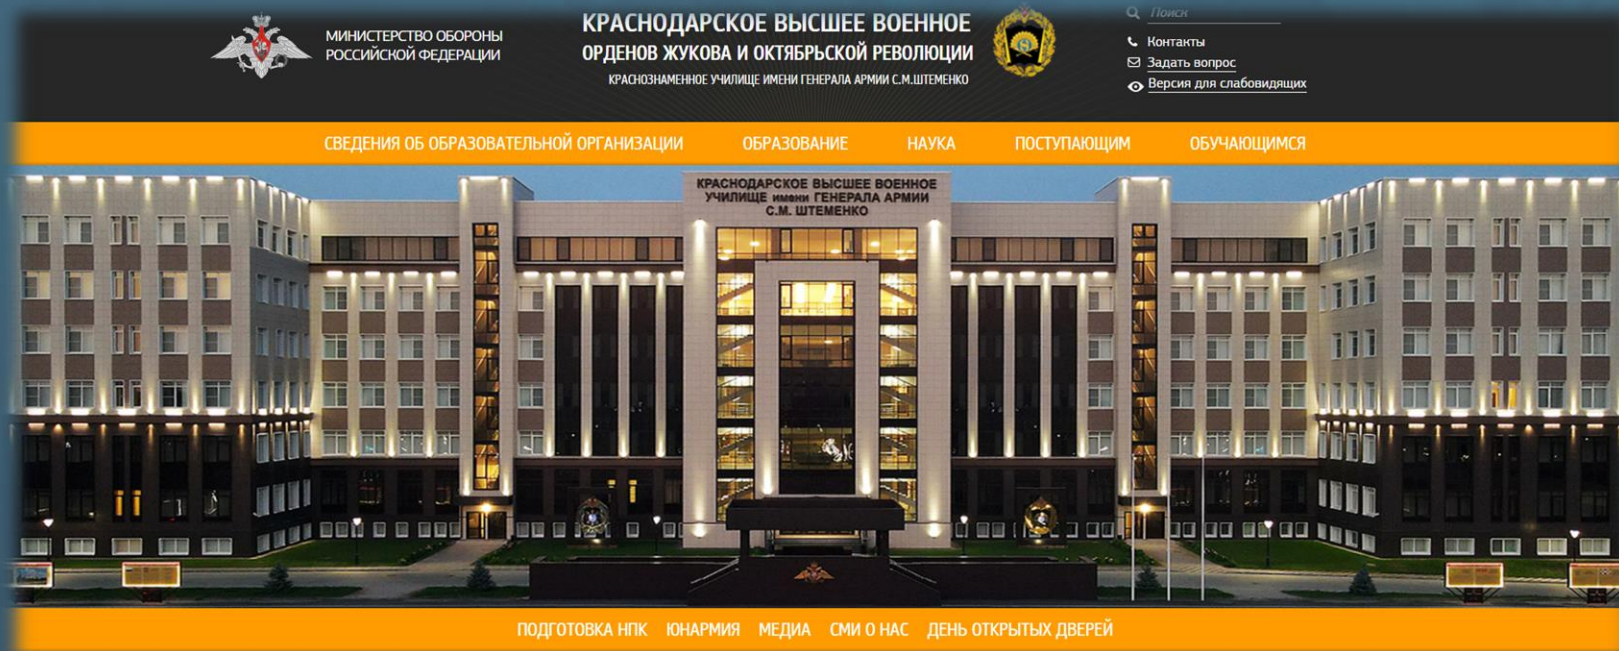 МИНИСТЕРСТВО ОБОРОНЫ
РОССИЙСКОЙ ФЕДЕРАЦИИ
КРАСНОДАРСКОЕ ВЫСШЕЕ ВОЕННОЕ
ОРДЕНОВ ЖУКОВА И ОКТЯБРЬСКОЙ РЕВОЛЮЦИИ
КРАСНОЗНАМЕННОЕ УЧИЛИЩЕ ИМЕНИ ГЕНЕРАЛА АРМИИ С.М.ШТЕМЕНКО
Поиск
Контакты
Задать вопрос
Версия для слабовидящих
СВЕДЕНИЯ ОБ ОБРАЗОВАТЕЛЬНОЙ ОРГАНИЗАЦИИ ОБРАЗОВАНИЕ НАУКА ПОСТУПАЮЩИМ ОБУЧАЮЩИМСЯ
КРАСНОДАРСКОЕ ВЫСШЕЕ ВОЕННОЕ
УЧИЛИЩЕ имени ГЕНЕРАЛА АРМИИ
С.М. ШТЕМЕНКО
ПОДГОТОВКА НПК ЮНАРМИЯ МЕДИА СМИ О НАС ДЕНЬ ОТКРЫТЫХ ДВЕРЕЙ